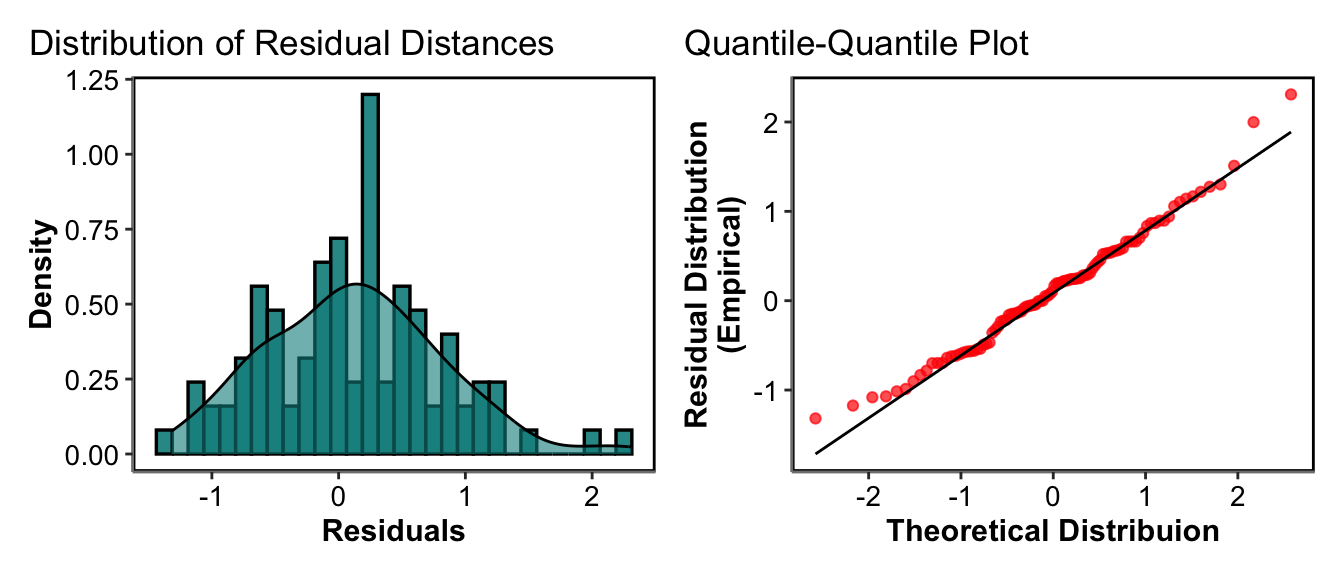 Distribution of Residual Distances
1.25
1.00
0.75
0.50
0.25
0.00
Density
-1 0 1 2
Residuals
Quantile-Quantile Plot
2
1
0
-1
Residual Distribution
(Empirical)
-2 -1 0 1 2
Theoretical Distribuion